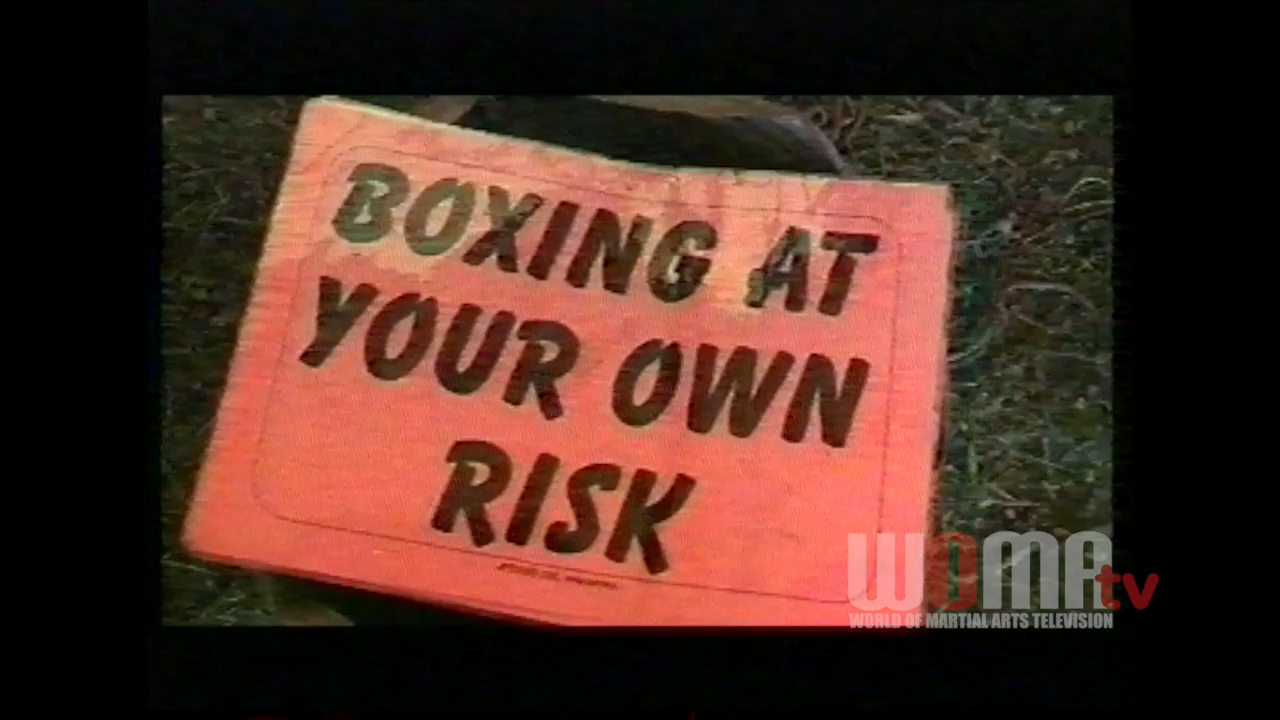 BOXING AT
YOUR OWN
RISK
WOMAtv
WORLD OF MARTIAL ARTS TELEVISION